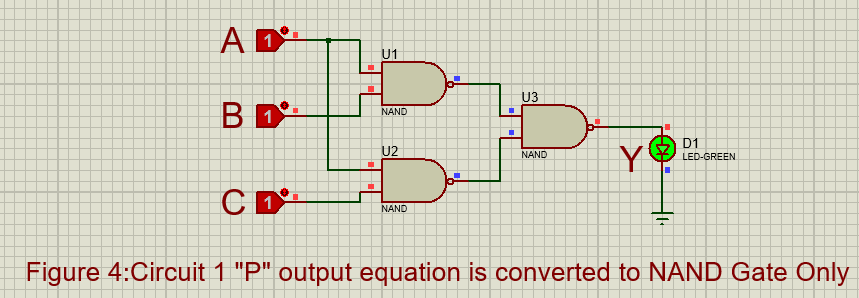 A
1
U1
NAND
B
1
U3
NAND
U2
NAND
C
1
Y
D1
LED-GREEN
Figure 4:Circuit 1 "P" output equation is converted to NAND Gate Only